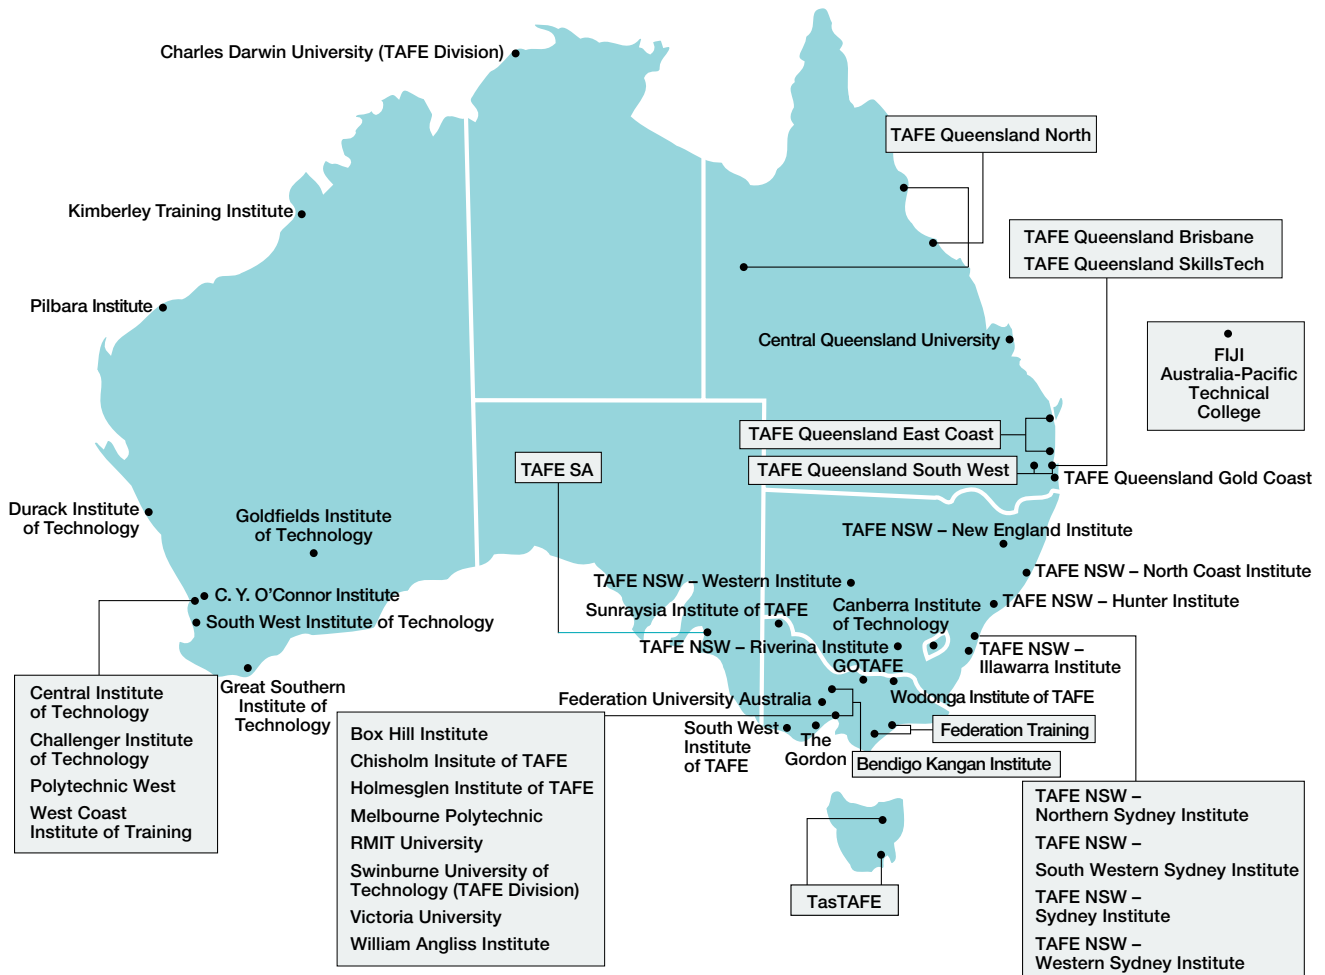 Charles Darwin University (TAFE Division)
TAFE Queensland North
Kimberley Training Institute
TAFE Queensland Brisbane
TAFE Queensland SkillsTech
Pilbara Institute
Central Queensland University
FIJI
Australia-Pacific
Technical
College
TAFE Queensland East Coast
TAFE SA
TAFE Queensland South West
TAFE Queensland Gold Coast
Durack Institute
of Technology
Goldfields Institute
of Technology
TAFE NSW – New England Institute
TAFE NSW – Western Institute
TAFE NSW – North Coast Institute
C. Y. O'Connor Institute
Sunraysia Institute of TAFE
Canberra Institute
of Technology
TAFE NSW – Hunter Institute
South West Institute of Technology
TAFE NSW – Riverina Institute
TAFE NSW –
Illawarra Institute
GOTAFE
Great Southern
Institute of
Technology
Federation University Australia
Wodonga Institute of TAFE
Central Institute
of Technology
Challenger Institute
of Technology
Polytechnic West
West Coast
Institute of Training
Box Hill Institute
Chisholm Insitute of TAFE
Holmesglen Institute of TAFE
Melbourne Polytechnic
RMIT University
Swinburne University of
Technology (TAFE Division)
Victoria University
William Angliss Institute
South West
Institute
of TAFE
The
Gordon
Federation Training
Bendigo Kangan Institute
TasTAFE
TAFE NSW –
Northern Sydney Institute
TAFE NSW –
South Western Sydney Institute
TAFE NSW –
Sydney Institute
TAFE NSW –
Western Sydney Institute